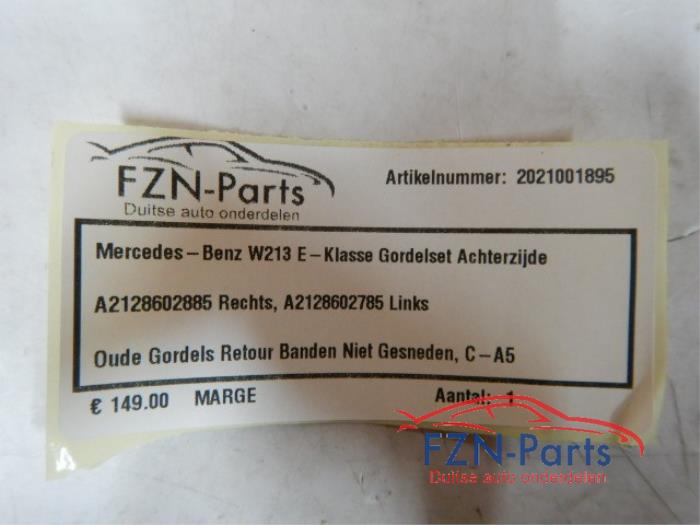 FZN-Parts
Duitse auto onderdelen
Artikelnummer: 2021001895
Mercedes-Benz W213 E-Klasse Gordelset Achterzijde
A2128602885 Rechts, A2128602785 Links
Oude Gordels Retour Banden Niet Gesneden, C-A5
€ 149.00 MARGE Aantal: 1
FZN-Parts
Duitse auto onderdelen